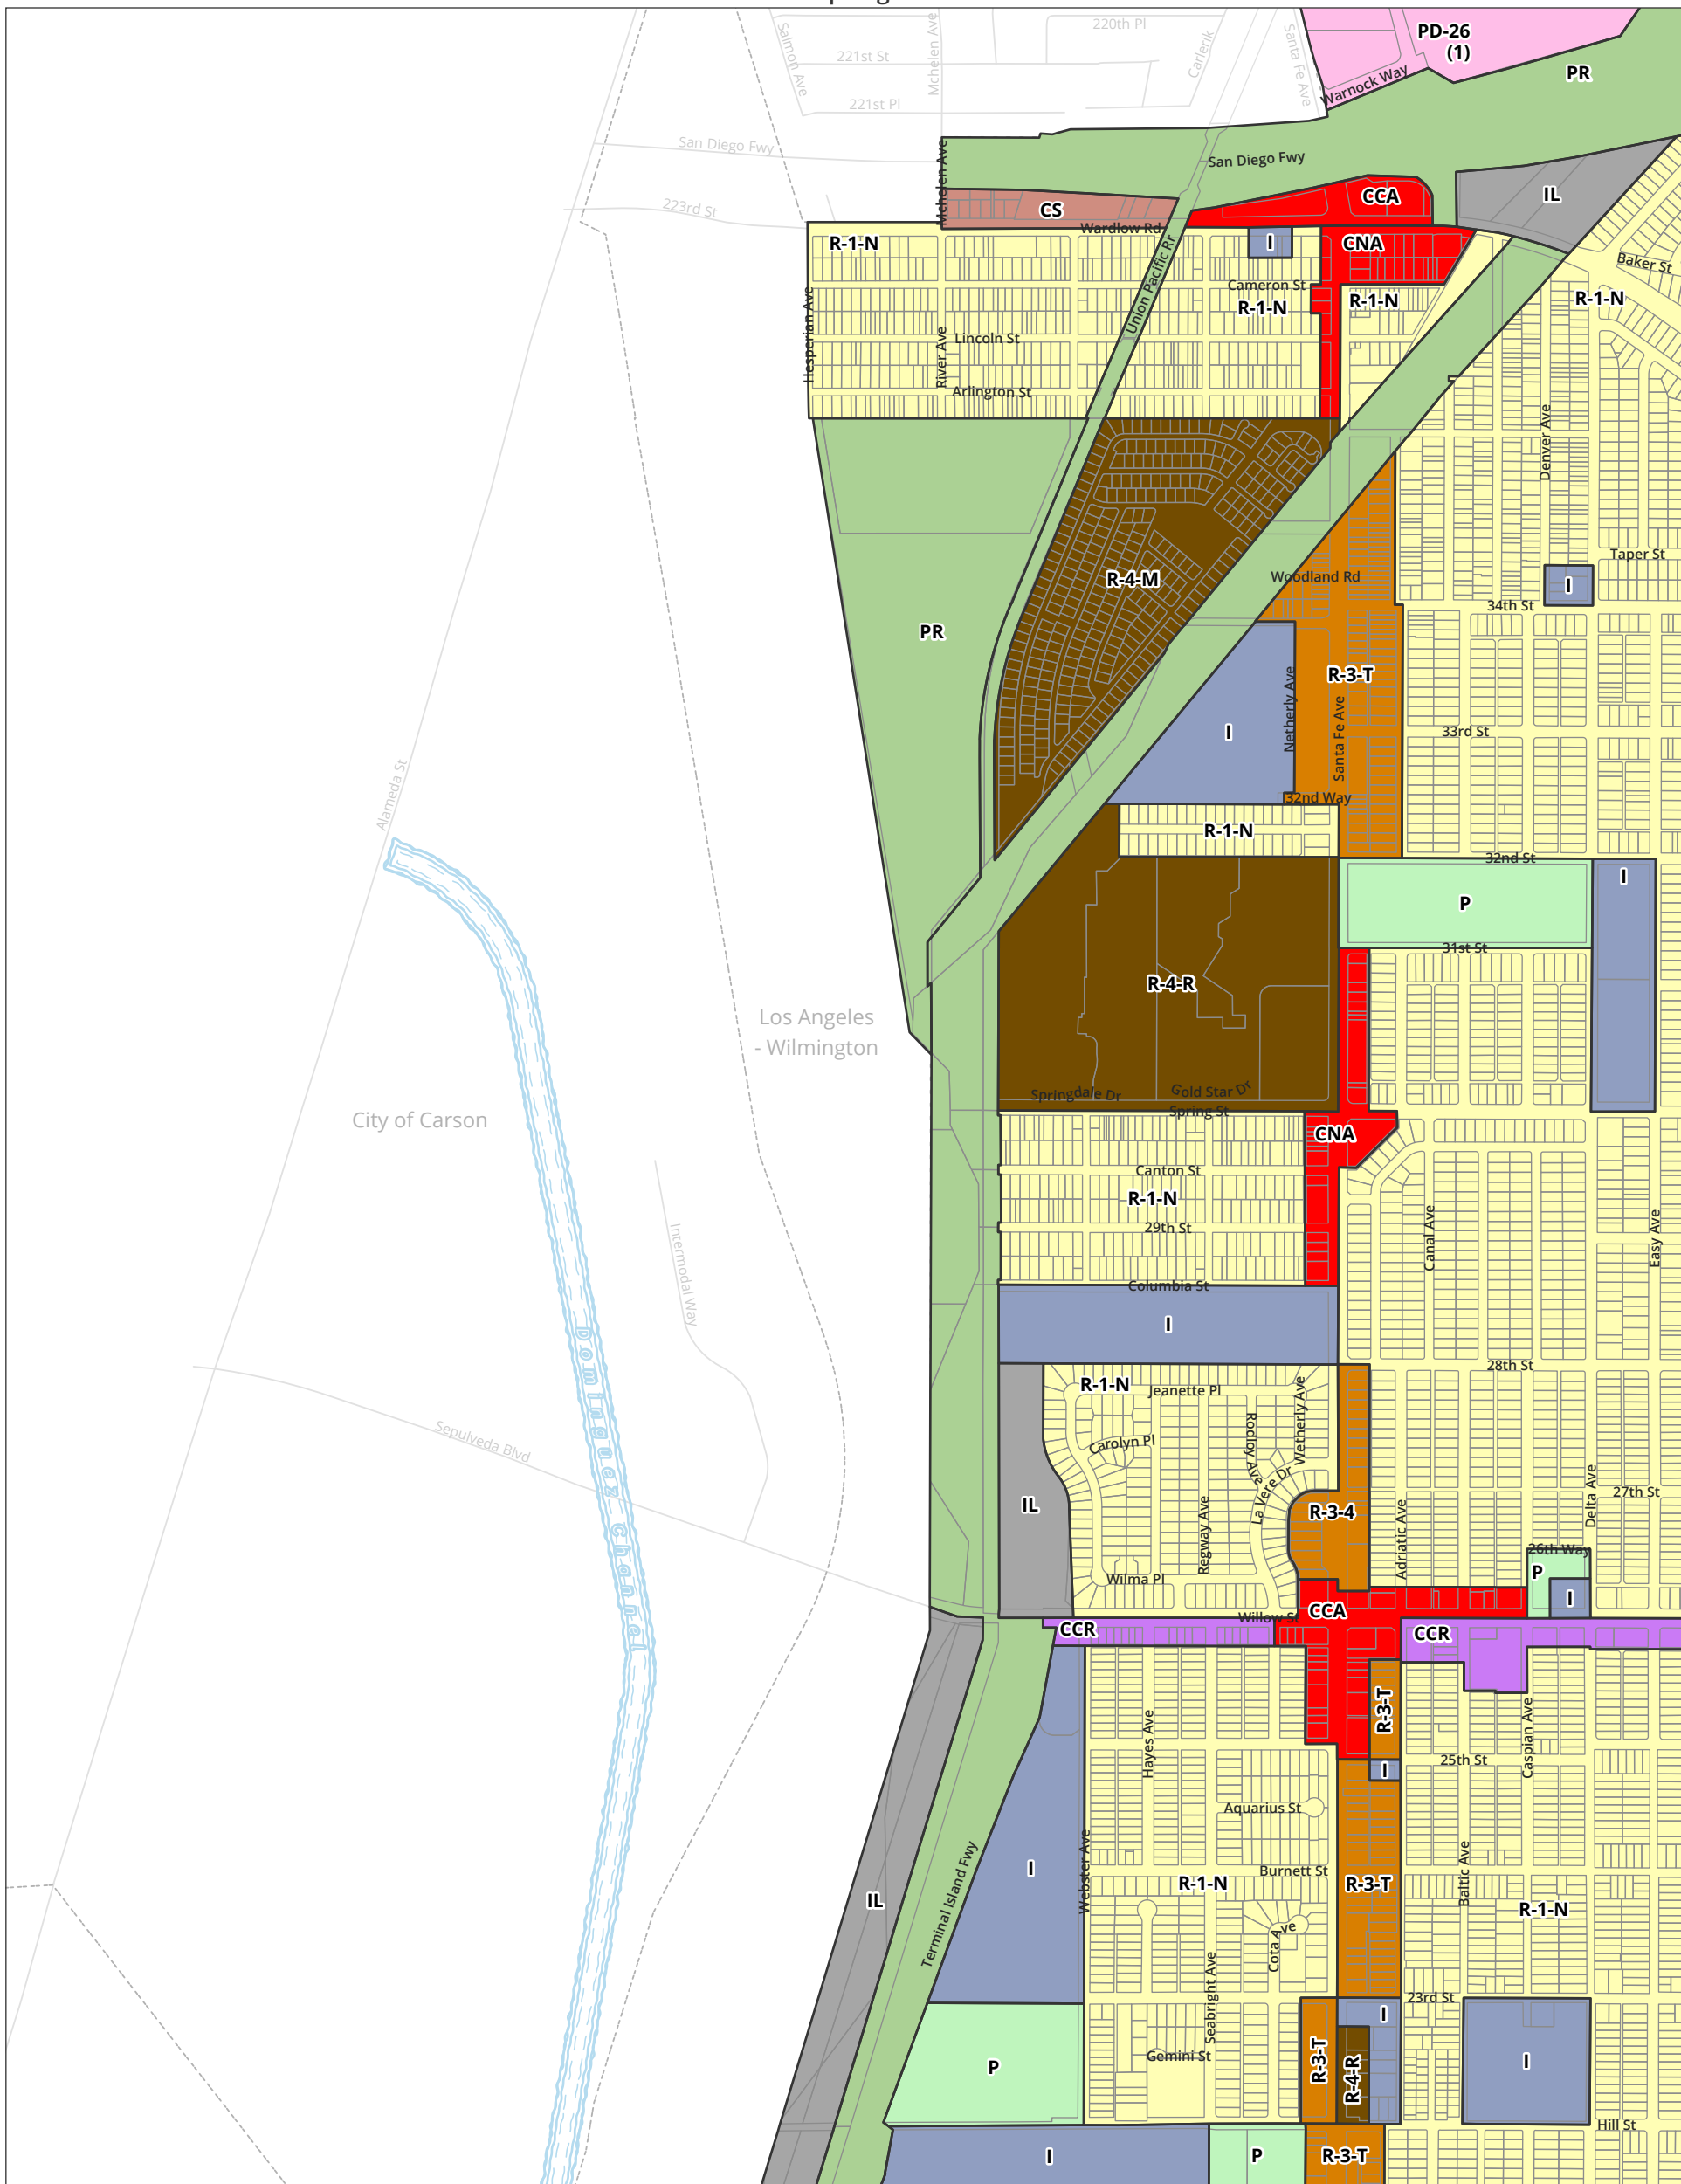 220th Pl
PD-26
(1)
Salmon Ave
Mchelen Ave
Carlerik
Santa Fe Ave
221st St
PR
Warnock Way
221st Pl
San Diego Fwy
San Diego Fwy
Mchelen Ave
IL
CCA
223rd St
CS
Wardlow Rd
R-1-N
I
CNA
Baker St
Union Pacific Rr
Cameron St
R-1-N
R-1-N
R-1-N
Hesperian Ave
River Ave
Lincoln St
Arlington St
Denver Ave
Taper St
R-4-M
Woodland Rd
I
34th St
PR
R-3-T
Netherly Ave
Santa Fe Ave
I
33rd St
Alameda St
32nd Way
R-1-N
32nd St
I
P
31st St
R-4-R
Los Angeles
- Wilmington
Springdale Dr
Gold Star Dr
Spring St
City of Carson
CNA
Canton St
R-1-N
29th St
Canal Ave
Easy Ave
Intermodal Way
Columbia St
I
28th St
Dominguez Channel
R-1-N
Jeanette Pl
Wetherly Ave
Rodloy Ave
Carolyn Pl
Sepulveda Blvd
La Vere Dr
27th St
Delta Ave
IL
R-3-4
Regway Ave
Adriatic Ave
26th Way
Wilma Pl
P
I
CCA
Willow St
CCR
CCR
R-3-T
Hayes Ave
Caspian Ave
25th St
I
Aquarius St
Webster Ave
I
Burnett St
Baltic Ave
R-1-N
R-3-T
IL
Terminal Island Fwy
R-1-N
Cota Ave
Seabright Ave
23rd St
I
P
Gemini St
R-3-T
R-4-R
I
Hill St
I
P
R-3-T